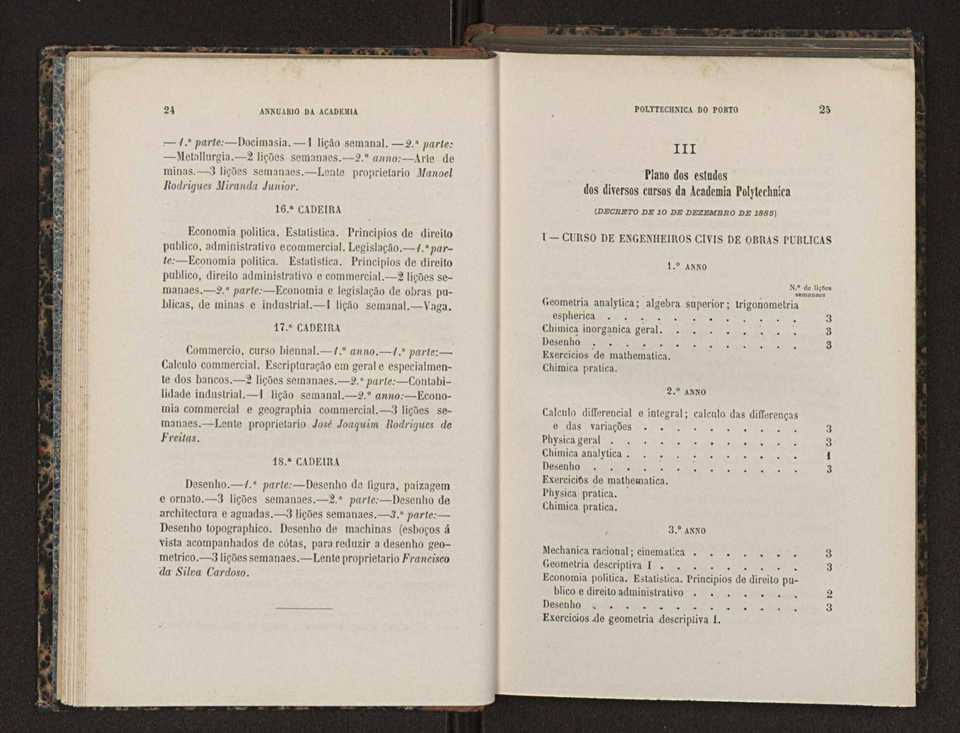 24 ANNUARIO DA ACADEMIA
— 1.ª parte:—Docimasia.—1 lição semanal.—2.ª parte:
—Metallurgia.—2 lições semanaes.—2.º anno:—Arte de
minas.—3 lições semanaes.—Lente proprietario Manoel
Rodrigues Miranda Junior.
16.ª CADEIRA
Economia politica. Estatistica. Principios de direito
publico, administrativo e commercial. Legislação.—1.ª par-
te:—Economia politica. Estatistica. Principios de direito
publico, direito administrativo e commercial.—2 lições se-
manaes.—2.ª parte:—Economia e legislação de obras pu-
blicas, de minas e industrial.—1 lição semanal.—Vaga.
17.ª CADEIRA
Commercio, curso biennal.—1.º anno.—1.ª parte:—
Calculo commercial. Escripturação em geral e especialmen-
te dos bancos.—2 lições semanaes.—2.ª parte:—Contabi-
lidade industrial.—1 lição semanal.—2.º anno:—Econo-
mia commercial e geographia commercial.—3 lições se-
manaes.—Lente proprietario José Joaquim Rodrigues de
Freitas.
18.ª CADEIRA
Desenho.—1.ª parte:—Desenho de figura, paizagem
e ornato.—3 lições semanaes.—2.ª parte:—Desenho de
architectura e aguadas.—3 lições semanaes.—3.ª parte:—
Desenho topographico. Desenho de machinas (esboços á
vista acompanhados de cótas, para reduzir a desenho geo-
metrico.—3 lições semanaes.—Lente proprietario Francisco
da Silva Cardoso.
POLYTECHNICA DO PORTO 25
III
Plano dos estudos
dos diversos cursos da Academia Polytechnica
(DECRETO DE 10 DE DEZEMBRO DE 1885)
I — CURSO DE ENGENHEIROS CIVIS DE OBRAS PUBLICAS
1.º ANNO
N.º de lições
semanaes
Geometria analytica; algebra superior; trigonometria
espherica . . . . . . . . . . . . 3
Chimica inorganica geral. . . . . . . . . 3
Desenho . . . . . . . . . . . . . 3
Exercicios de mathematica.
Chimica pratica.
2.º ANNO
Calculo differencial e integral; calculo das differenças
e das variações . . . . . . . . . . 3
Physica geral . . . . . . . . . . . . 3
Chimica analytica . . . . . . . . . . . 1
Desenho . . . . . . . . . . . . . 3
Exercicios de mathematica.
Physica pratica.
Chimica pratica.
3.º ANNO
Mechanica racional; cinematica . . . . . . . 3
Geometria descriptiva I . . . . . . . . . 3
Economia politica. Estatistica. Principios de direito pu-
blico e direito administrativo . . . . . . . 2
Desenho . . . . . . . . . . . . . 3
Exercicios de geometria descriptiva I.